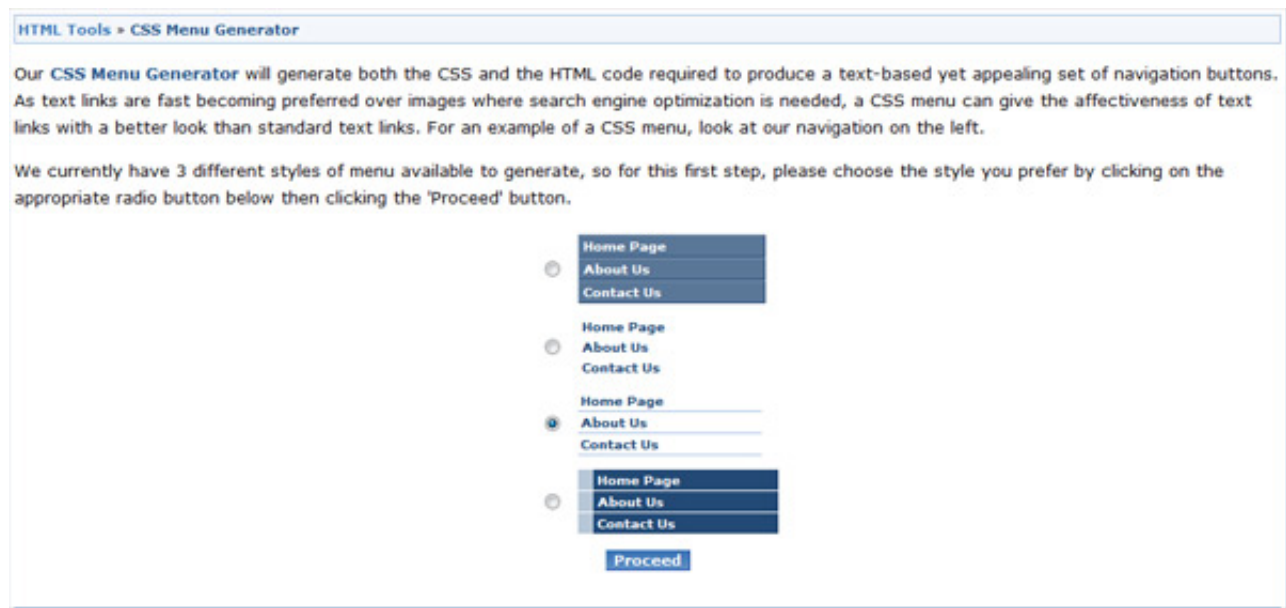 HTML Tools » CSS Menu Generator
Our CSS Menu Generator will generate both the CSS and the HTML code required to produce a text-based yet appealing set of navigation buttons.
As text links are fast becoming preferred over images where search engine optimization is needed, a CSS menu can give the affectiveness of text
links with a better look than standard text links. For an example of a CSS menu, look at our navigation on the left.
We currently have 3 different styles of menu available to generate, so for this first step, please choose the style you prefer by clicking on the
appropriate radio button below then clicking the 'Proceed' button.
Home Page
About Us
Contact Us
Home Page
About Us
Contact Us
Home Page
About Us
Contact Us
Home Page
About Us
Contact Us
Proceed